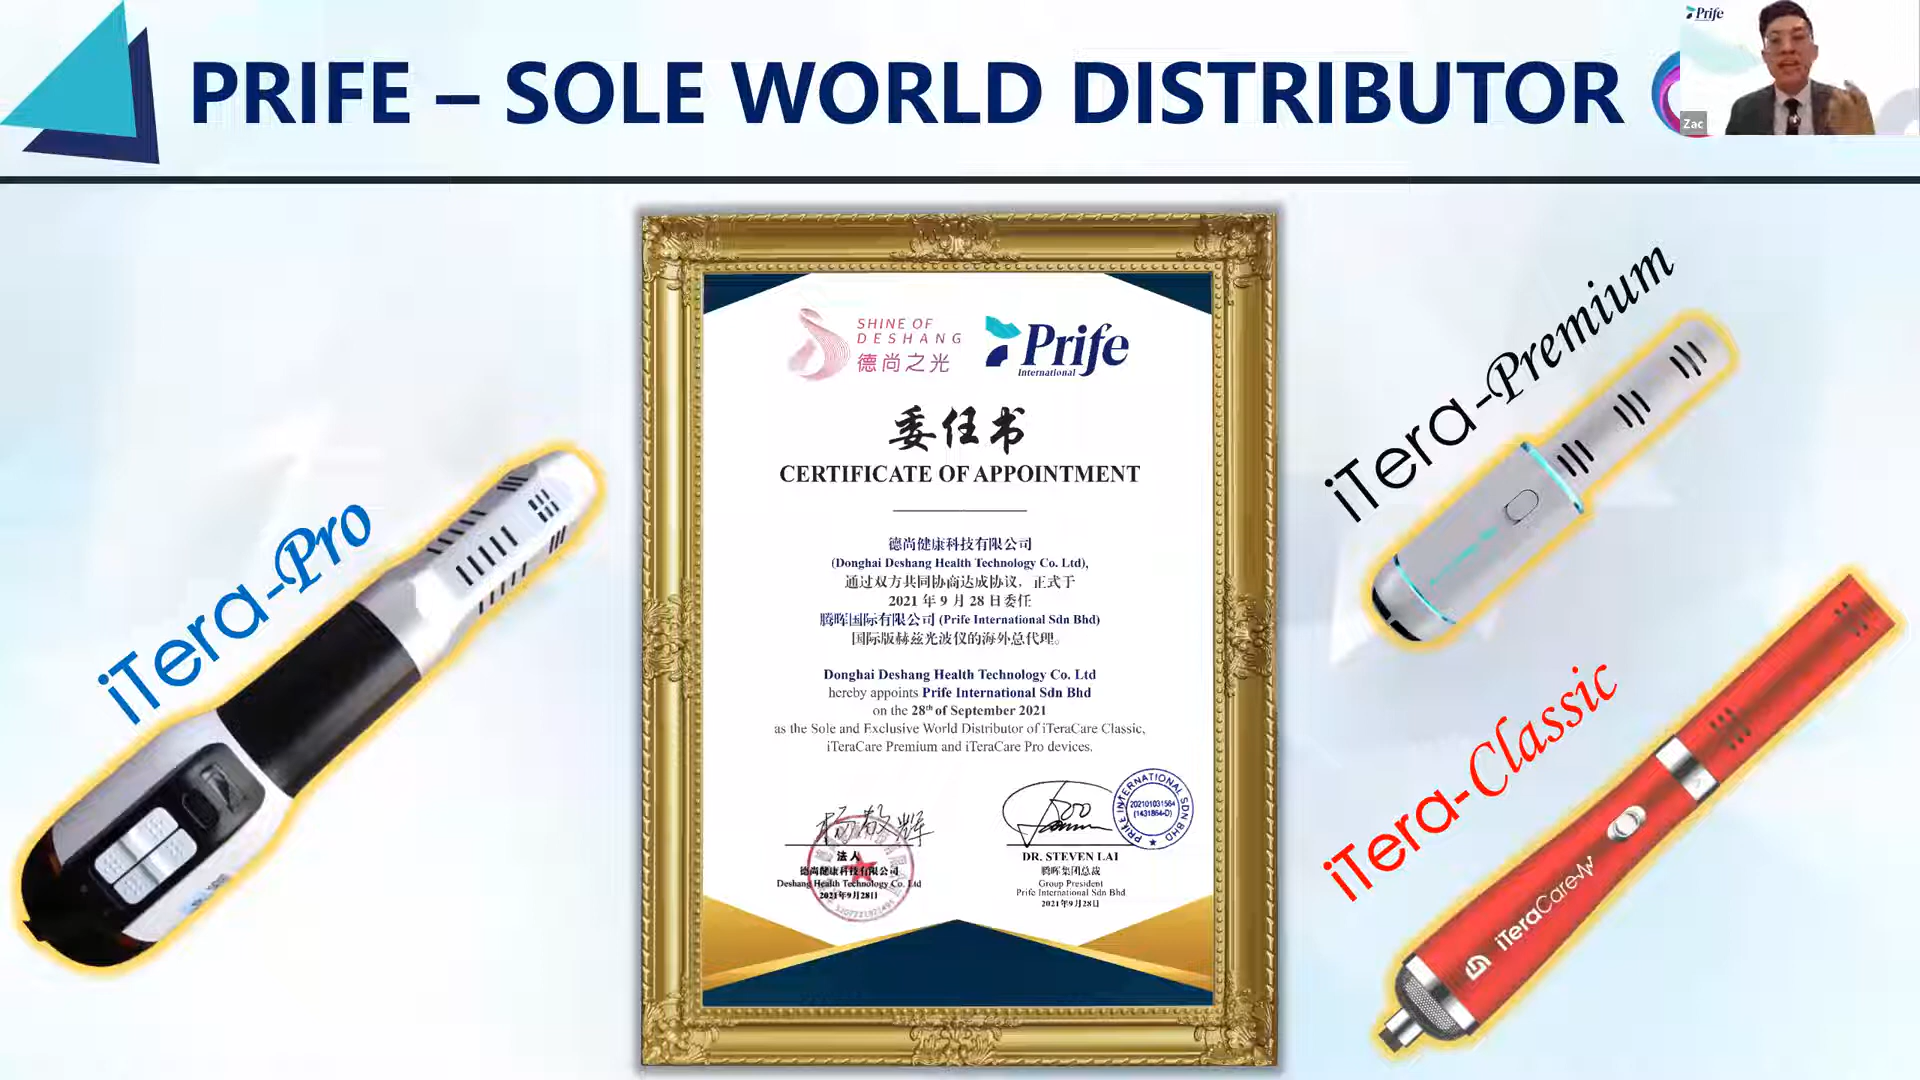 PRIFE – SOLE WORLD DISTRIBUTOR
Prife
Zac
SHINE OF
DESHANG
德尚之光
Prife
International
委任书
CERTIFICATE OF APPOINTMENT
德尚健康科技有限公司
(Donghai Deshang Health Technology Co. Ltd),
通过双方共同协商达成协议，正式于
2021 年 9 月 28 日委任
腾晖国际有限公司 (Prife International Sdn Bhd)
国际版赫兹光波仪的海外总代理。
Donghai Deshang Health Technology Co. Ltd
hereby appoints Prife International Sdn Bhd
on the 28th of September 2021
as the Sole and Exclusive World Distributor of iTeraCare Classic,
iTeraCare Premium and iTeraCare Pro devices.
杨敬辉
法人
德尚健康科技有限公司
Deshang Health Technology Co. Ltd
2021年9月28日
PRIFE INTERNATIONAL SDN BHD
202101031564
(1431864-D)
DR. STEVEN LAI
腾晖集团总裁
Group President
Prife International Sdn Bhd
2021年9月28日
iTera-Pro
iTera-Premium
iTera-Classic
iTeraCare